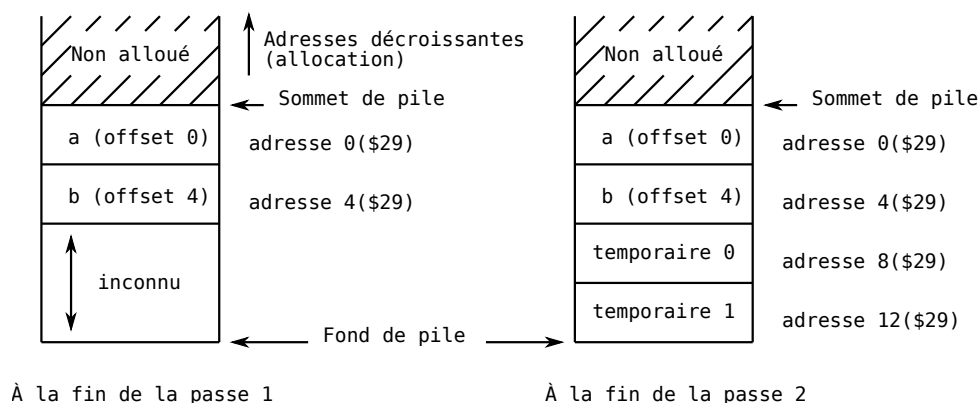 Non alloué
Adresses décroissantes
(allocation)
Sommet de pile
a (offset 0)
adresse 0($29)
b (offset 4)
adresse 4($29)
inconnu
Fond de pile
À la fin de la passe 1
Non alloué
Sommet de pile
a (offset 0)
adresse 0($29)
b (offset 4)
adresse 4($29)
temporaire 0
adresse 8($29)
temporaire 1
adresse 12($29)
À la fin de la passe 2